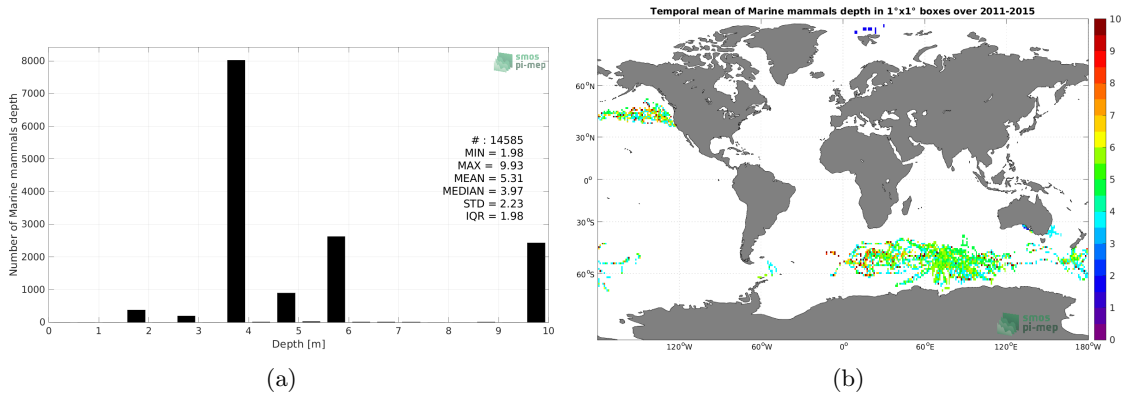 8000
7000
6000
5000
4000
3000
2000
1000
0
Number of Marine mammals depth
smos
pi-mep
# : 14585
MIN = 1.98
MAX = 9.93
MEAN = 5.31
MEDIAN = 3.97
STD = 2.23
IQR = 1.98
0 1 2 3 4 5 6 7 8 9 10
Depth [m]
(a)
Temporal mean of Marine mammals depth in 1°x1° boxes over 2011-2015
60°N
30°N
0°
30°S
60°S
120°W 60°W 0° 60°E 120°E 180°W
smos
pi-mep
10
9
8
7
6
5
4
3
2
1
0
(b)